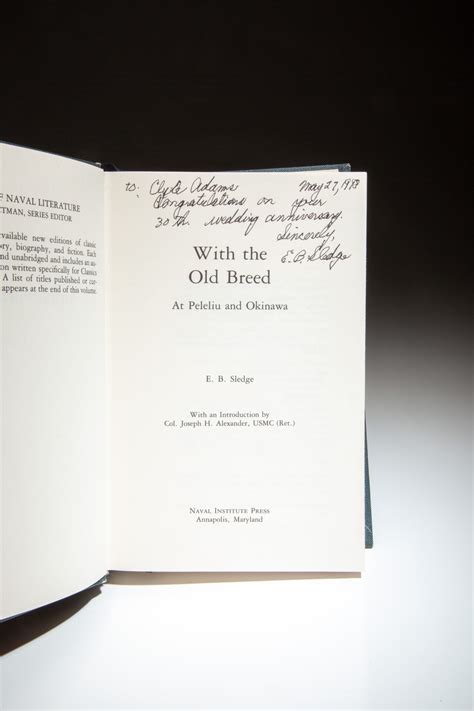 OF NAVAL LITERATURE
TMAN, SERIES EDITOR
vailable new editions of classic
ory, biography, and fiction. Each
nd unabridged and includes an au-
on written specifically for Classics
A list of titles published or cur-
appears at the end of this volume.
to: Clyde Adams May 27,
Congratulations on your
30th wedding anniversary.
Sincerely,
E. B. Sledge
With the
Old Breed
At Peleliu and Okinawa
E. B. Sledge
With an Introduction by
Col. Joseph H. Alexander, USMC (Ret.)
Naval Institute Press
Annapolis, Maryland